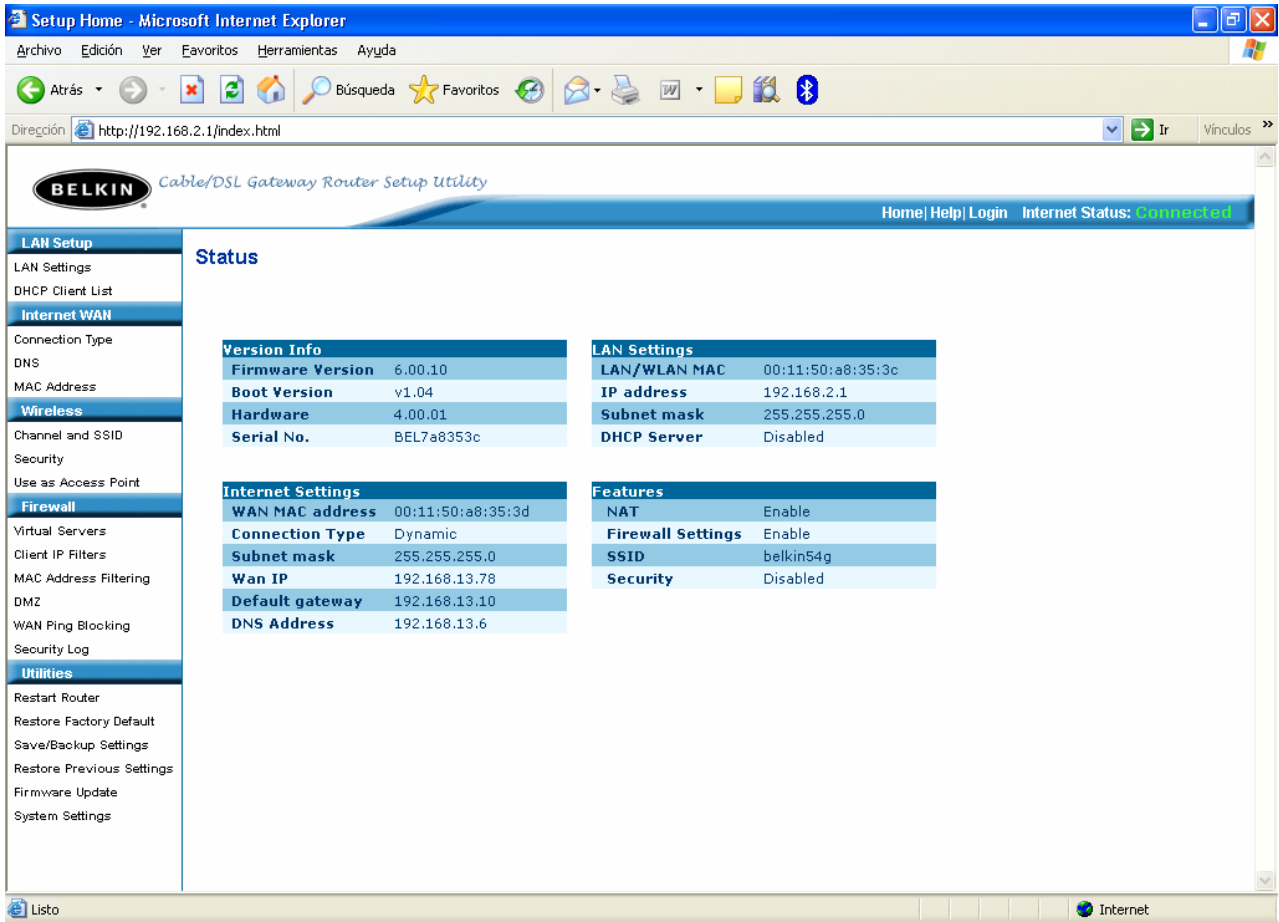 Setup Home - Microsoft Internet Explorer
Archivo Edición Ver Favoritos Herramientas Ayuda
Atrás Búsqueda Favoritos
Dirección http://192.168.2.1/index.html Ir Vínculos »
BELKIN Cable/DSL Gateway Router Setup Utility
Home| Help| Login Internet Status: Connected
LAN Setup
LAN Settings
DHCP Client List
Internet WAN
Connection Type
DNS
MAC Address
Wireless
Channel and SSID
Security
Use as Access Point
Firewall
Virtual Servers
Client IP Filters
MAC Address Filtering
DMZ
WAN Ping Blocking
Security Log
Utilities
Restart Router
Restore Factory Default
Save/Backup Settings
Restore Previous Settings
Firmware Update
System Settings
Status
Version Info
Firmware Version 6.00.10
Boot Version v1.04
Hardware 4.00.01
Serial No. BEL7a8353c
LAN Settings
LAN/WLAN MAC 00:11:50:a8:35:3c
IP address 192.168.2.1
Subnet mask 255.255.255.0
DHCP Server Disabled
Internet Settings
WAN MAC address 00:11:50:a8:35:3d
Connection Type Dynamic
Subnet mask 255.255.255.0
Wan IP 192.168.13.78
Default gateway 192.168.13.10
DNS Address 192.168.13.6
Features
NAT Enable
Firewall Settings Enable
SSID belkin54g
Security Disabled
Listo Internet